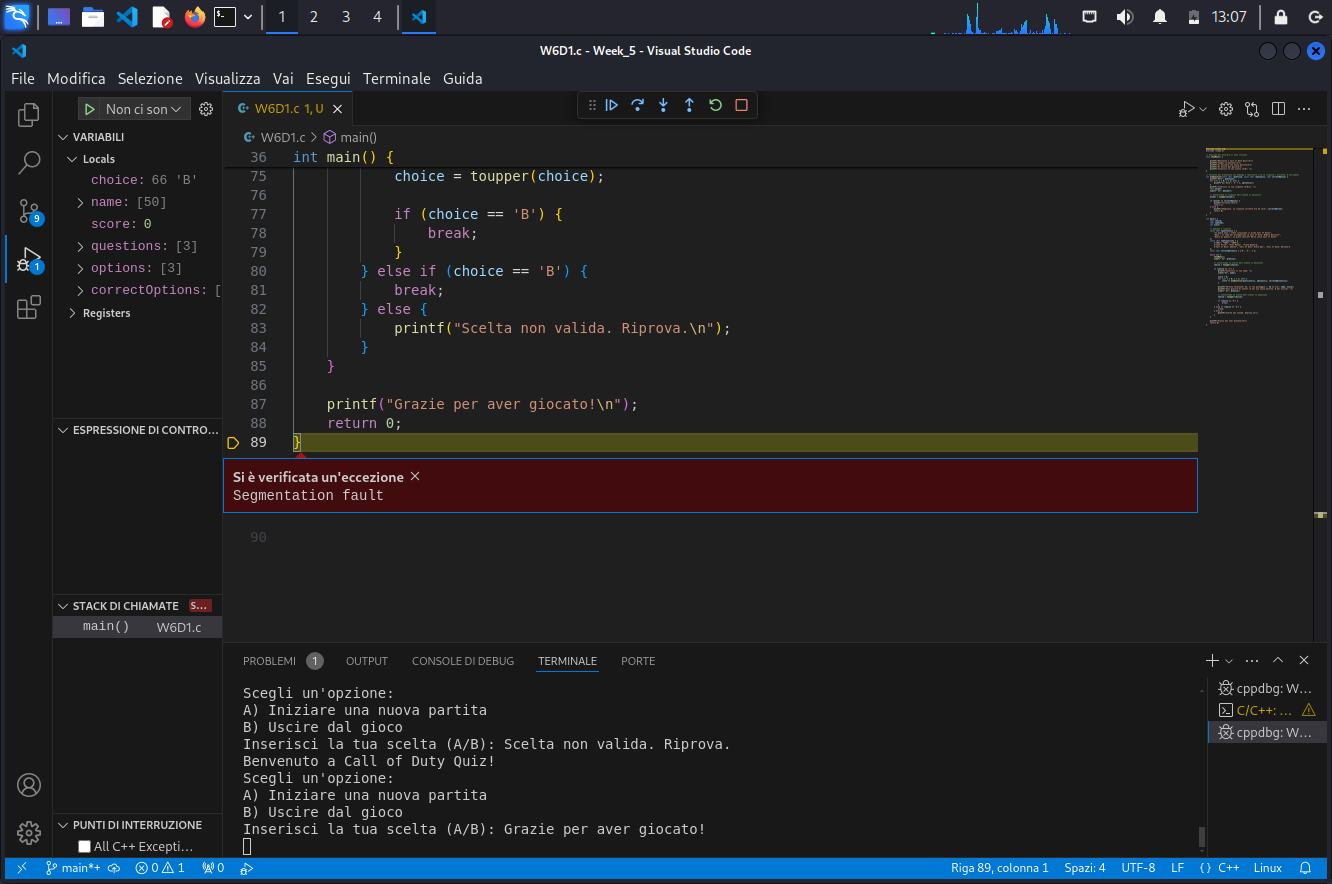 1 2 3 4 13:07
W6D1.c - Week_5 - Visual Studio Code
File Modifica Selezione Visualizza Vai Esegui Terminale Guida
Non ci son
VARIABILI
Locals
choice: 66 'B'
name: [50]
score: 0
questions: [3]
options: [3]
correctOptions: [
Registers
ESPRESSIONE DI CONTRO...
STACK DI CHIAMATE S...
main() W6D1.c
PUNTI DI INTERRUZIONE
All C++ Excepti...
9
1
W6D1.c 1, U
W6D1.c > main()
36 int main() {
75 choice = toupper(choice);
76
77 if (choice == 'B') {
78 break;
79 }
80 } else if (choice == 'B') {
81 break;
82 } else {
83 printf("Scelta non valida. Riprova.\n");
84 }
85 }
86
87 printf("Grazie per aver giocato!\n");
88 return 0;
89 }
Si è verificata un'eccezione
Segmentation fault
90
PROBLEMI 1 OUTPUT CONSOLE DI DEBUG TERMINALE PORTE
Scegli un'opzione:
A) Iniziare una nuova partita
B) Uscire dal gioco
Inserisci la tua scelta (A/B): Scelta non valida. Riprova.
Benvenuto a Call of Duty Quiz!
Scegli un'opzione:
A) Iniziare una nuova partita
B) Uscire dal gioco
Inserisci la tua scelta (A/B): Grazie per aver giocato!
cppdbg: W...
C/C++: ...
cppdbg: W...
main*+ 0 1 0 Riga 89, colonna 1 Spazi: 4 UTF-8 LF {} C++ Linux